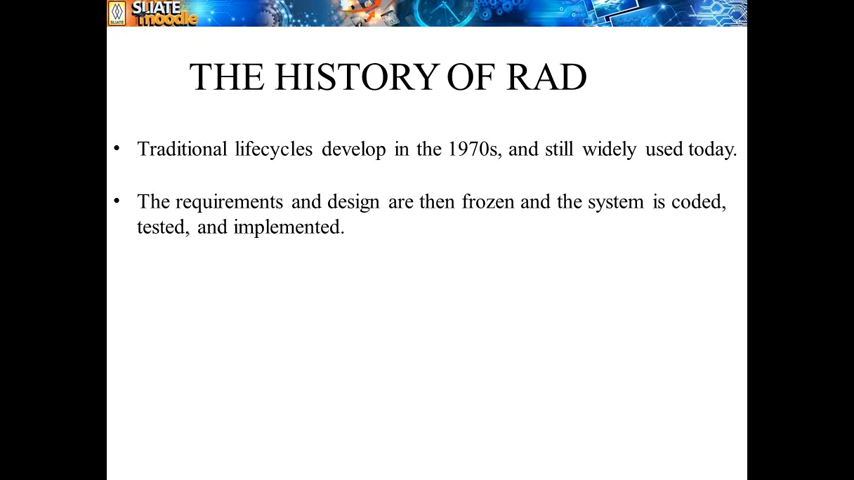 SLIATE
SLIATE
moodle
THE HISTORY OF RAD
• Traditional lifecycles develop in the 1970s, and still widely used today.
• The requirements and design are then frozen and the system is coded,
tested, and implemented.